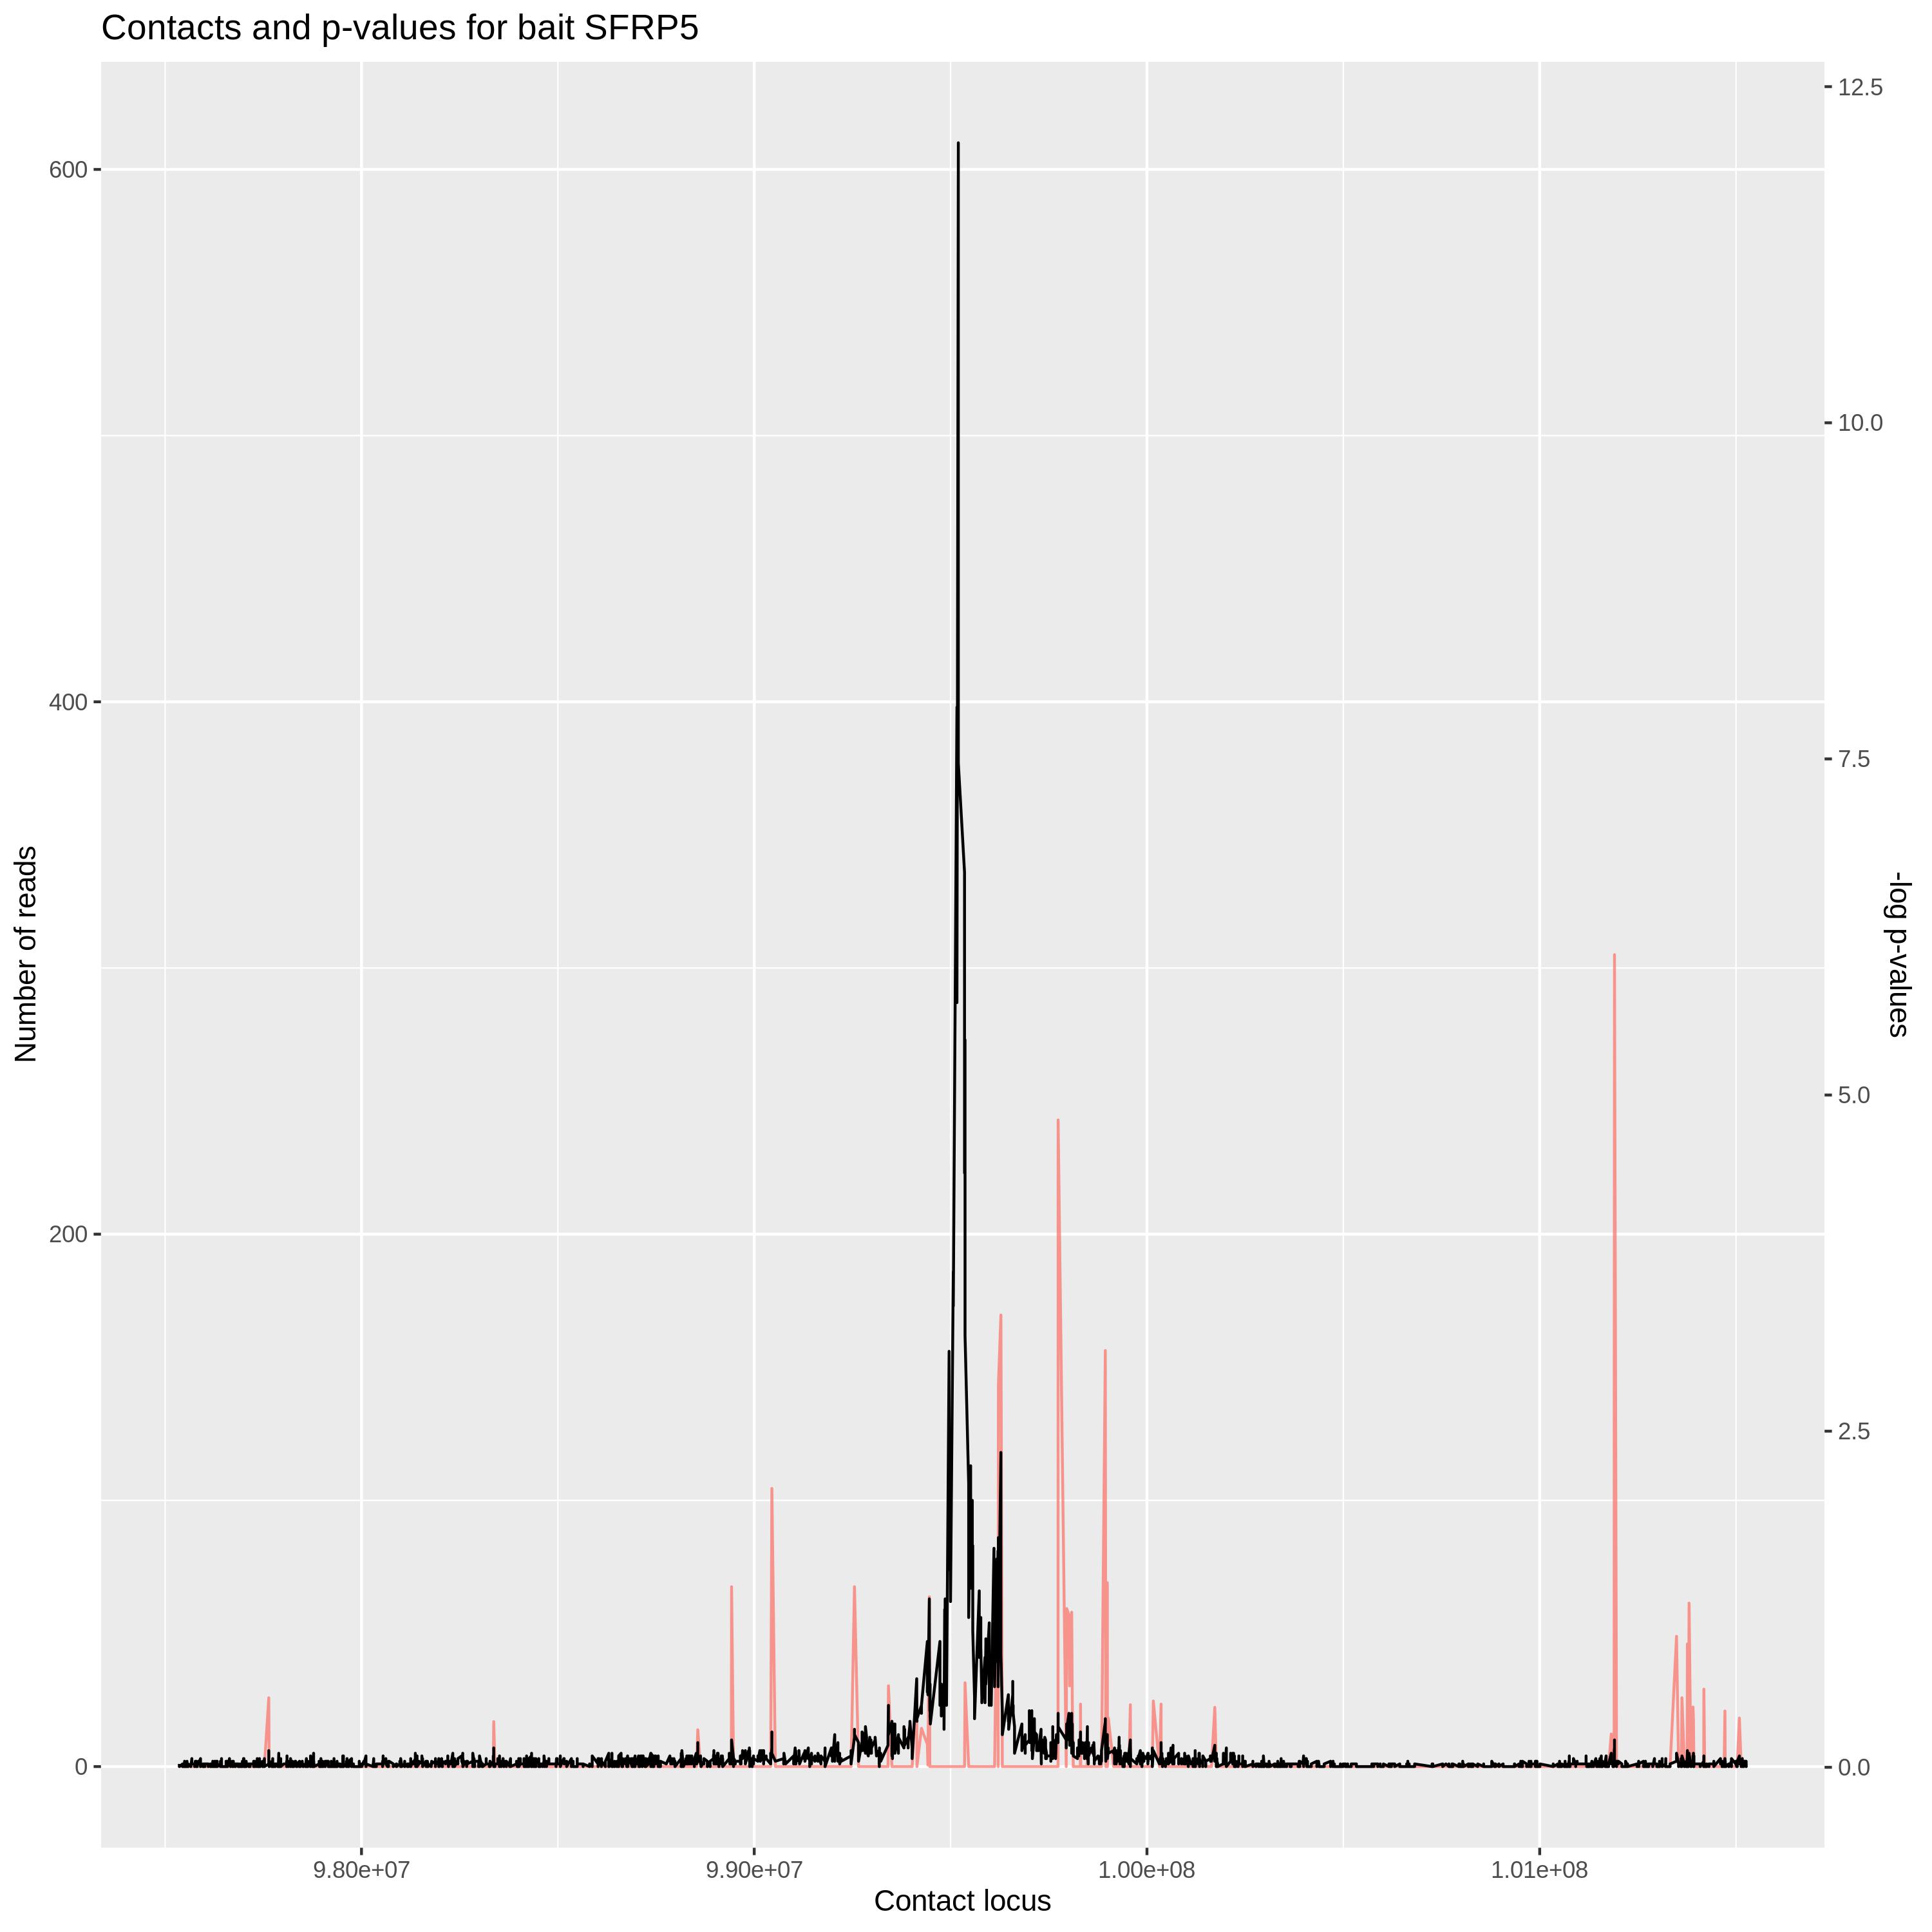 Contacts and p-values for bait SFRP5
12.5
600
10.0
400
7.5
Number of reads
-log p-values
5.0
200
2.5
0
0.0
9.80e+07
9.90e+07
1.00e+08
1.01e+08
Contact locus